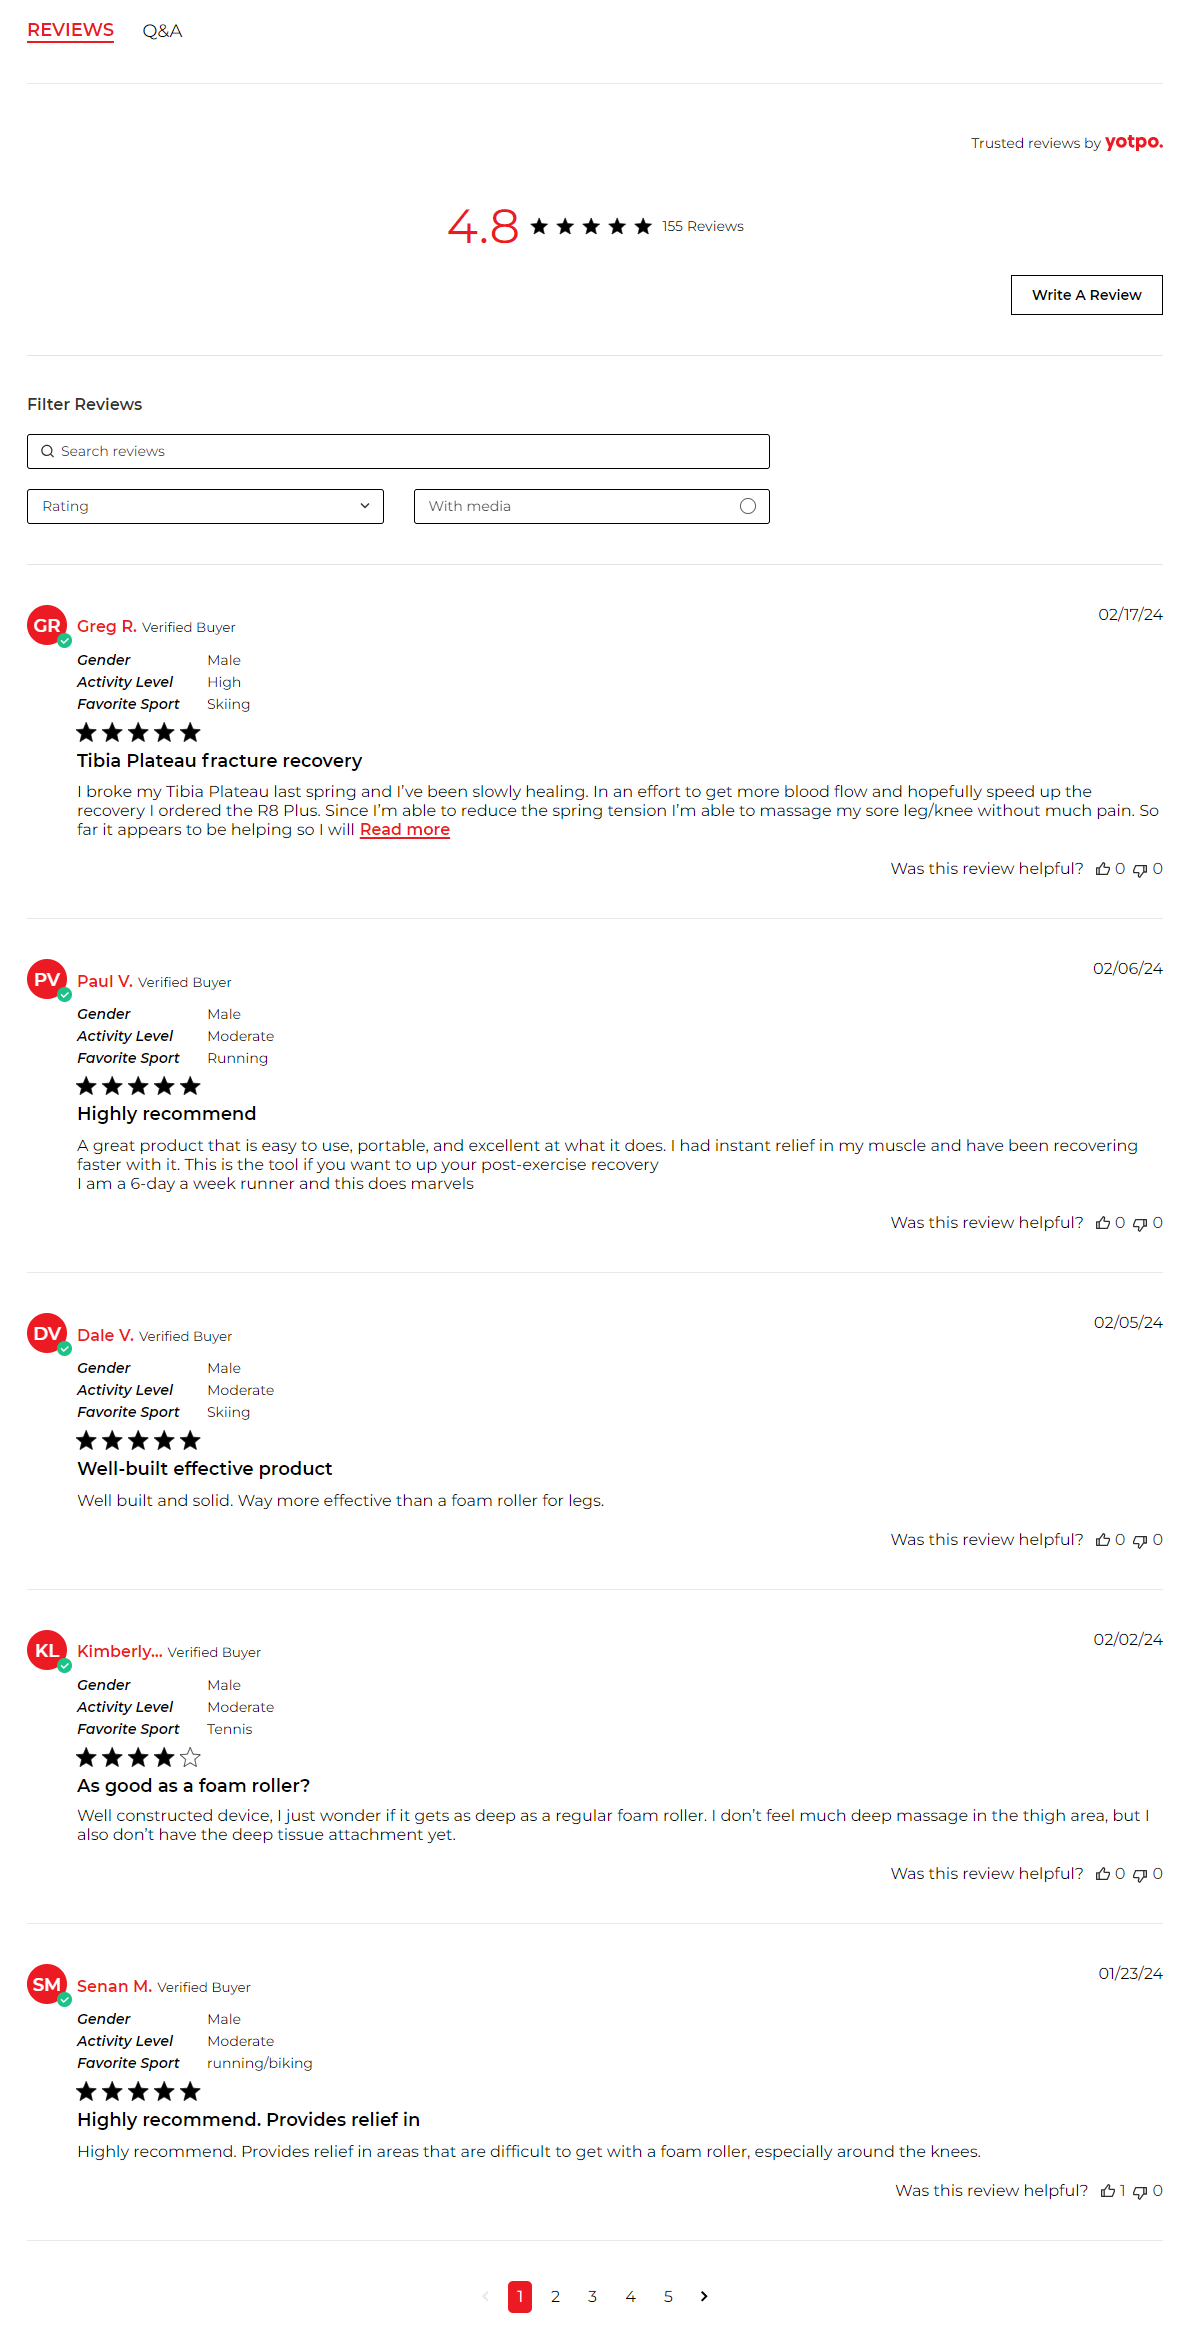 REVIEWS Q&A
Trusted reviews by yotpo.
4.8 155 Reviews
Write A Review
Filter Reviews
Search reviews
Rating With media
GR Greg R. Verified Buyer 02/17/24
Gender Male
Activity Level High
Favorite Sport Skiing
Tibia Plateau fracture recovery
I broke my Tibia Plateau last spring and I’ve been slowly healing. In an effort to get more blood flow and hopefully speed up the
recovery I ordered the R8 Plus. Since I’m able to reduce the spring tension I’m able to massage my sore leg/knee without much pain. So
far it appears to be helping so I will Read more
Was this review helpful? 0 0
PV Paul V. Verified Buyer 02/06/24
Gender Male
Activity Level Moderate
Favorite Sport Running
Highly recommend
A great product that is easy to use, portable, and excellent at what it does. I had instant relief in my muscle and have been recovering
faster with it. This is the tool if you want to up your post-exercise recovery
I am a 6-day a week runner and this does marvels
Was this review helpful? 0 0
DV Dale V. Verified Buyer 02/05/24
Gender Male
Activity Level Moderate
Favorite Sport Skiing
Well-built effective product
Well built and solid. Way more effective than a foam roller for legs.
Was this review helpful? 0 0
KL Kimberly... Verified Buyer 02/02/24
Gender Male
Activity Level Moderate
Favorite Sport Tennis
As good as a foam roller?
Well constructed device, I just wonder if it gets as deep as a regular foam roller. I don’t feel much deep massage in the thigh area, but I
also don’t have the deep tissue attachment yet.
Was this review helpful? 0 0
SM Senan M. Verified Buyer 01/23/24
Gender Male
Activity Level Moderate
Favorite Sport running/biking
Highly recommend. Provides relief in
Highly recommend. Provides relief in areas that are difficult to get with a foam roller, especially around the knees.
Was this review helpful? 1 0
1 2 3 4 5